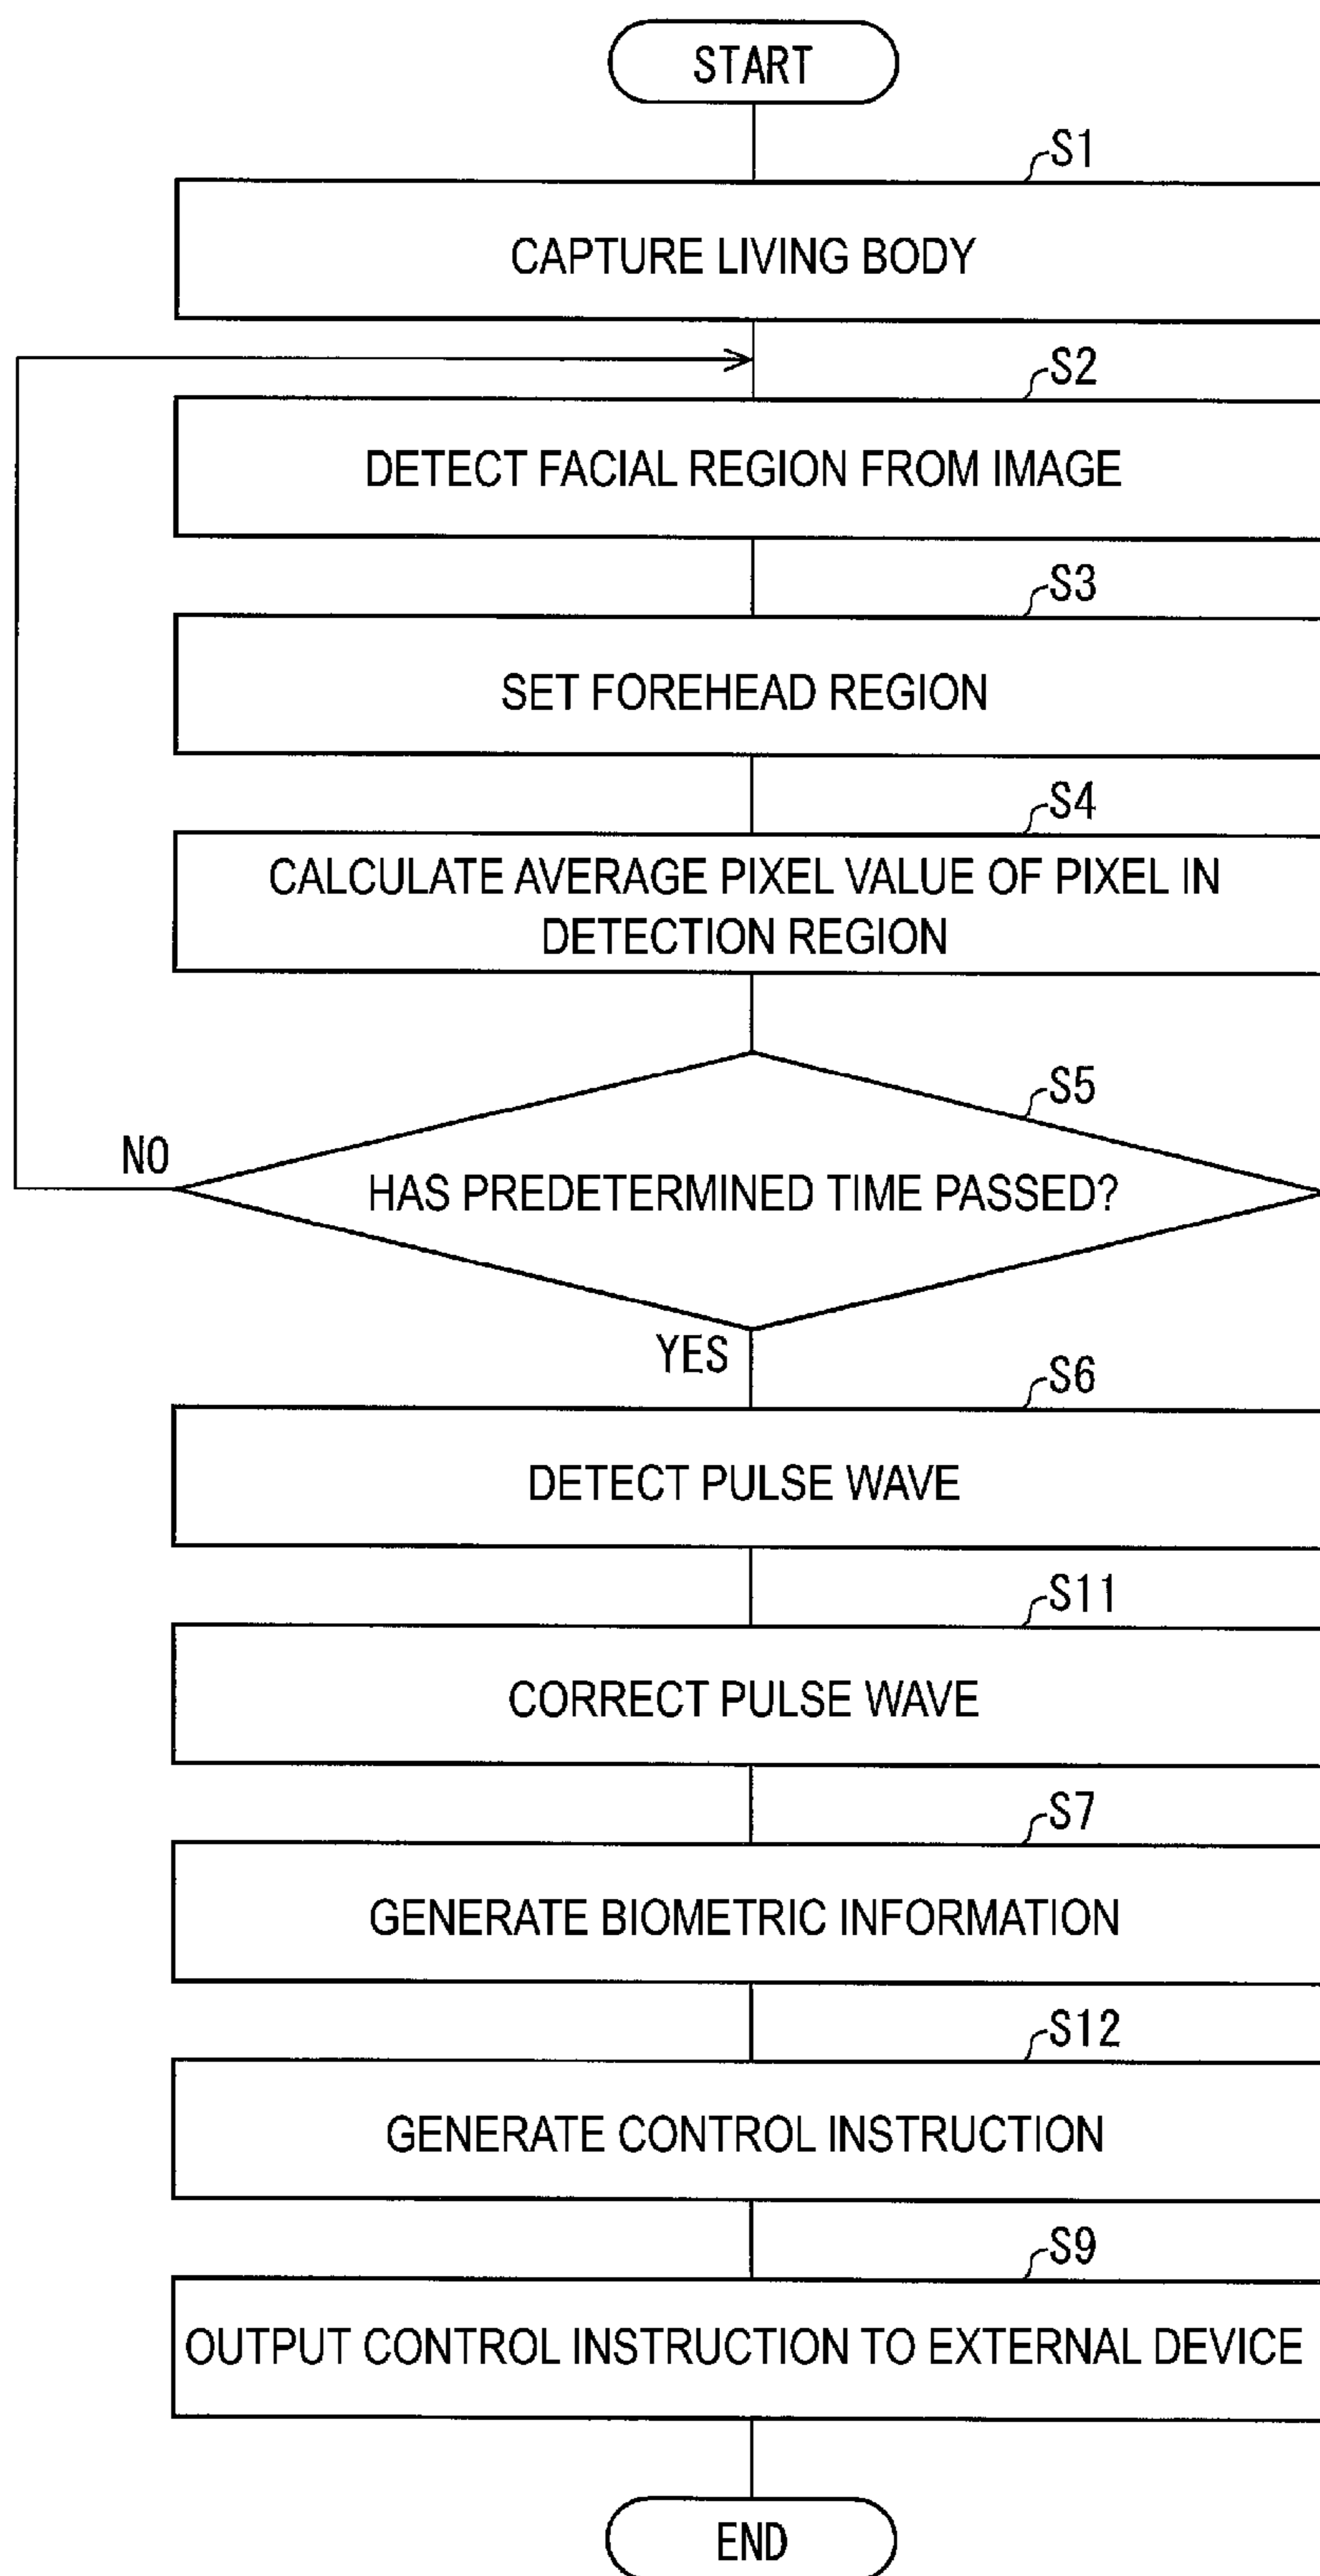 START
S1
CAPTURE LIVING BODY
S2
DETECT FACIAL REGION FROM IMAGE
S3
SET FOREHEAD REGION
S4
CALCULATE AVERAGE PIXEL VALUE OF PIXEL IN
DETECTION REGION
S5
NO
HAS PREDETERMINED TIME PASSED?
YES
S6
DETECT PULSE WAVE
S11
CORRECT PULSE WAVE
S7
GENERATE BIOMETRIC INFORMATION
S12
GENERATE CONTROL INSTRUCTION
S9
OUTPUT CONTROL INSTRUCTION TO EXTERNAL DEVICE
END